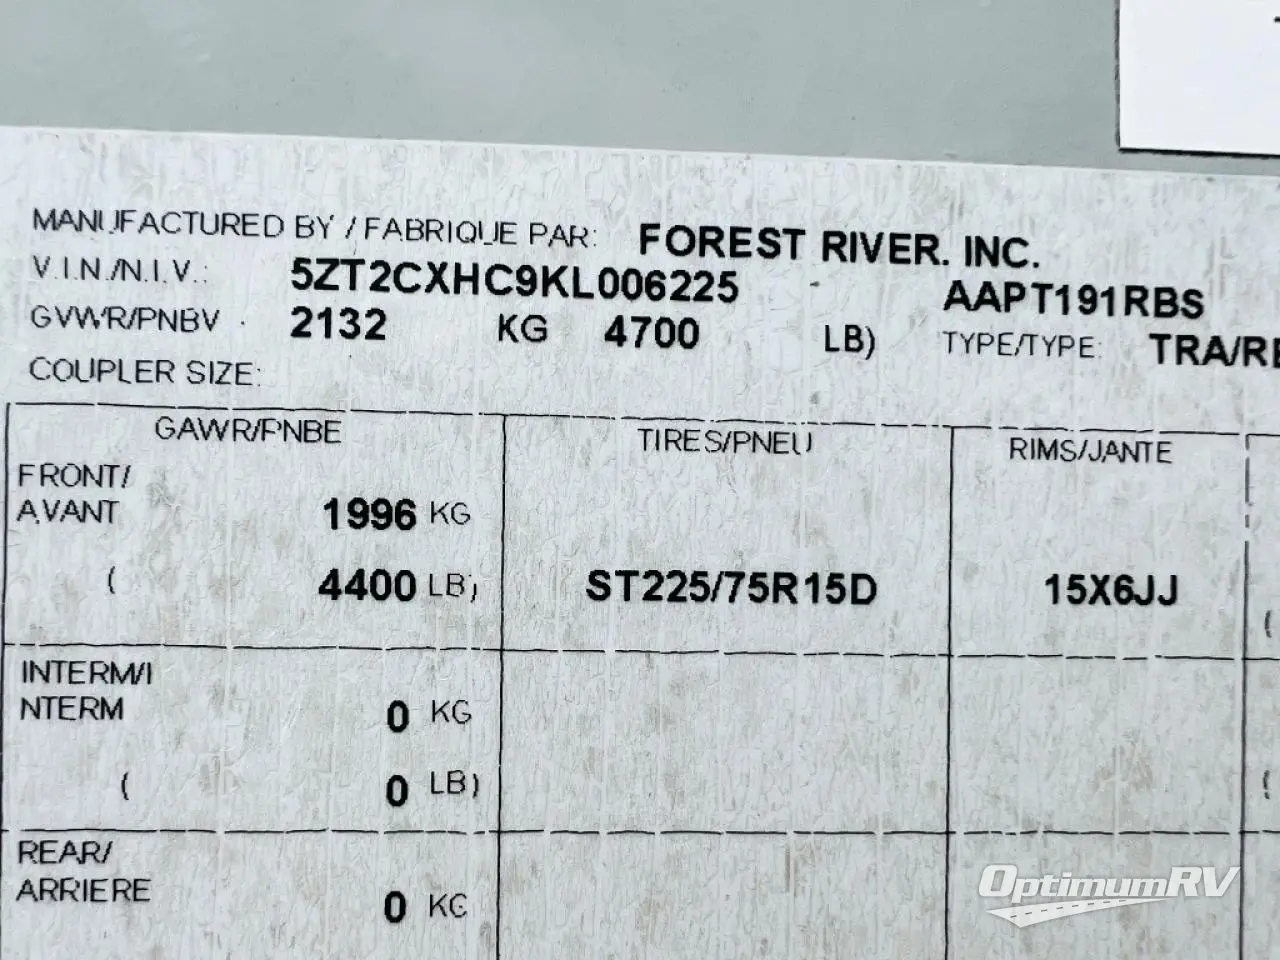 MANUFACTURED BY / FABRIQUE PAR: FOREST RIVER. INC.
V.I.N./N.I.V.: 5ZT2CXHC9KL006225 AAPT191RBS
GVWR/PNBV 2132 KG 4700 LB) TYPE/TYPE: TRA/RE
COUPLER SIZE:
GAWR/PNBE TIRES/PNEU RIMS/JANTE
FRONT/
AVANT 1996 KG
( 4400 LB) ST225/75R15D 15X6JJ (
INTERM/I
NTERM 0 KG
( 0 LB) (
REAR/
ARRIERE 0 KG
OptimumRV